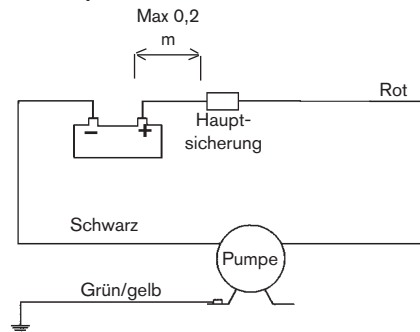 Max 0,2
m
Rot
–
+
Haupt-
sicherung
Schwarz
Pumpe
Grün/gelb